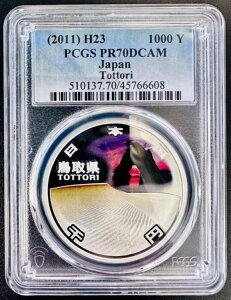 (2011) H23 1000 Y
PCGS PR70DCAM
Japan
Tottori
510137.70/45766608
日本国
鳥取県
TOTTORI
千円
PCGS